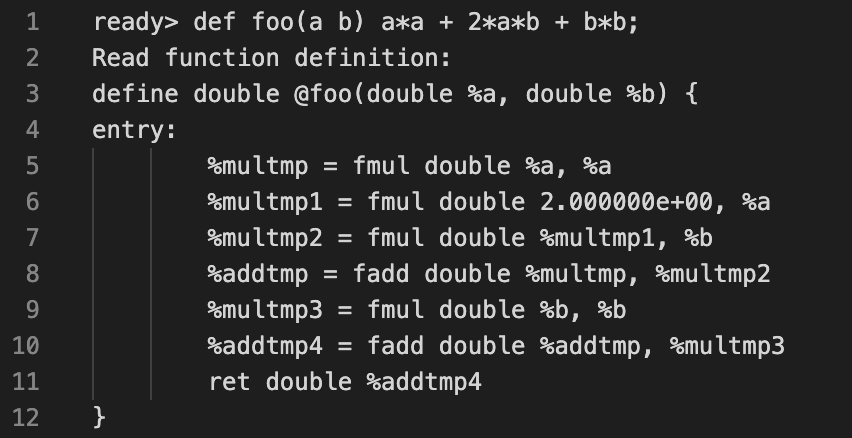 1 ready> def foo(a b) a*a + 2*a*b + b*b;
2 Read function definition:
3 define double @foo(double %a, double %b) {
4 entry:
5 %multmp = fmul double %a, %a
6 %multmp1 = fmul double 2.000000e+00, %a
7 %multmp2 = fmul double %multmp1, %b
8 %addtmp = fadd double %multmp, %multmp2
9 %multmp3 = fmul double %b, %b
10 %addtmp4 = fadd double %addtmp, %multmp3
11 ret double %addtmp4
12 }